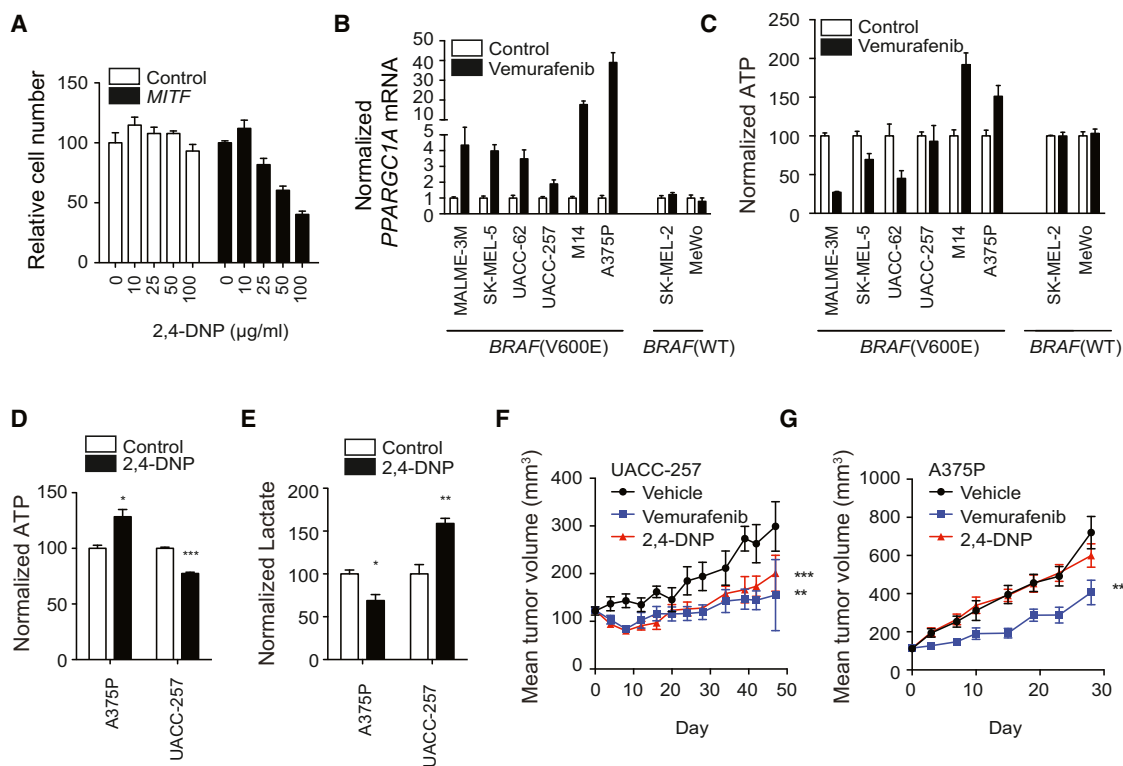 A
Control
MITF
Relative cell number
150
100
50
0
0 10 25 50 100 0 10 25 50 100
2,4-DNP (µg/ml)
B
Control
Vemurafenib
Normalized
PPARGC1A mRNA
50
40
30
20
10
5
4
3
2
1
0
MALME-3M
SK-MEL-5
UACC-62
UACC-257
M14
A375P
SK-MEL-2
MeWo
BRAF(V600E) BRAF(WT)
C
Control
Vemurafenib
Normalized ATP
250
200
150
100
50
0
MALME-3M
SK-MEL-5
UACC-62
UACC-257
M14
A375P
SK-MEL-2
MeWo
BRAF(V600E) BRAF(WT)
D
Control
2,4-DNP
Normalized ATP
150
100
50
0
*
***
A375P
UACC-257
E
Control
2,4-DNP
Normalized Lactate
200
150
100
50
0
*
**
A375P
UACC-257
F
UACC-257
Vehicle
Vemurafenib
2,4-DNP
Mean tumor volume (mm³)
400
300
200
100
0
***
**
0 10 20 30 40 50
Day
G
A375P
Vehicle
Vemurafenib
2,4-DNP
Mean tumor volume (mm³)
1000
800
600
400
200
0
**
0 10 20 30
Day